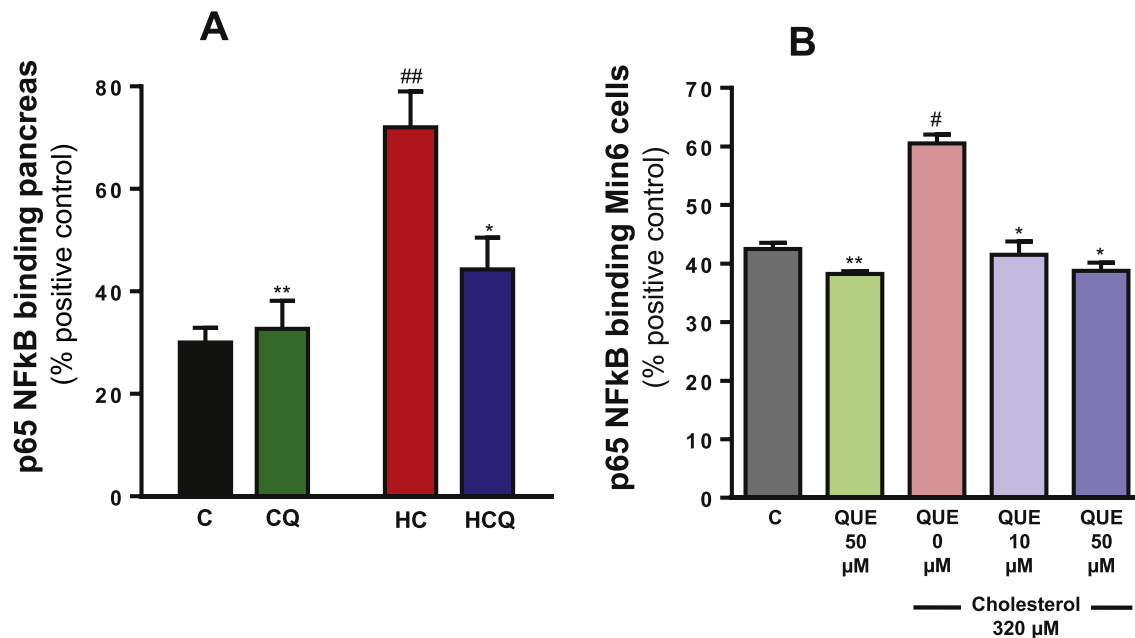 A
p65 NFkB binding pancreas
(% positive control)
80
60
40
20
0
**
##
*
C CQ HC HCQ
B
p65 NFkB binding Min6 cells
(% positive control)
70
60
50
40
30
20
10
0
**
#
*
*
C QUE QUE QUE QUE
50 0 10 50
µM µM µM µM
Cholesterol
320 µM